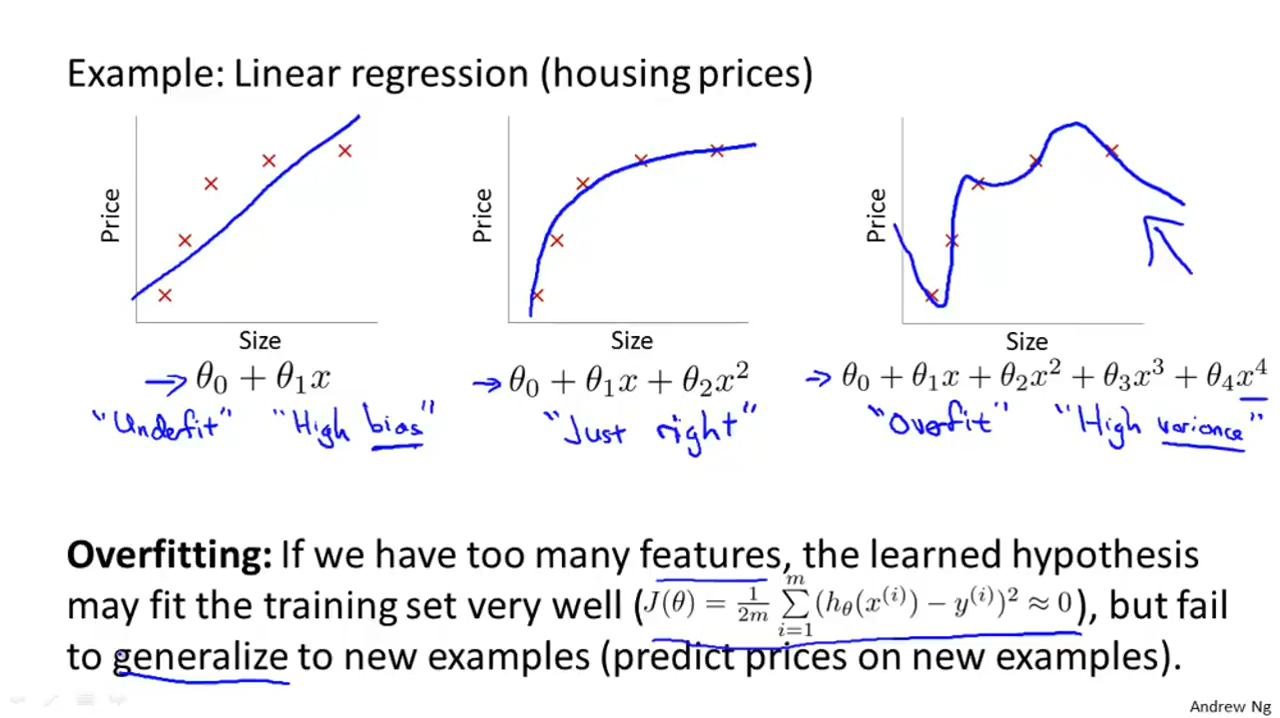 Example: Linear regression (housing prices)
Price
Price
Price
Size
Size
Size
→ θ₀ + θ₁x
→ θ₀ + θ₁x + θ₂x²
→ θ₀ + θ₁x + θ₂x² + θ₃x³ + θ₄x⁴
"Underfit" "High bias"
"Just right"
"Overfit" "High variance"
Overfitting: If we have too many features, the learned hypothesis
may fit the training set very well (J(θ) = 1/2m ∑ᵢ₌₁ᵐ (hθ(x⁽ⁱ⁾) − y⁽ⁱ⁾)² ≈ 0), but fail
to generalize to new examples (predict prices on new examples).
Andrew Ng